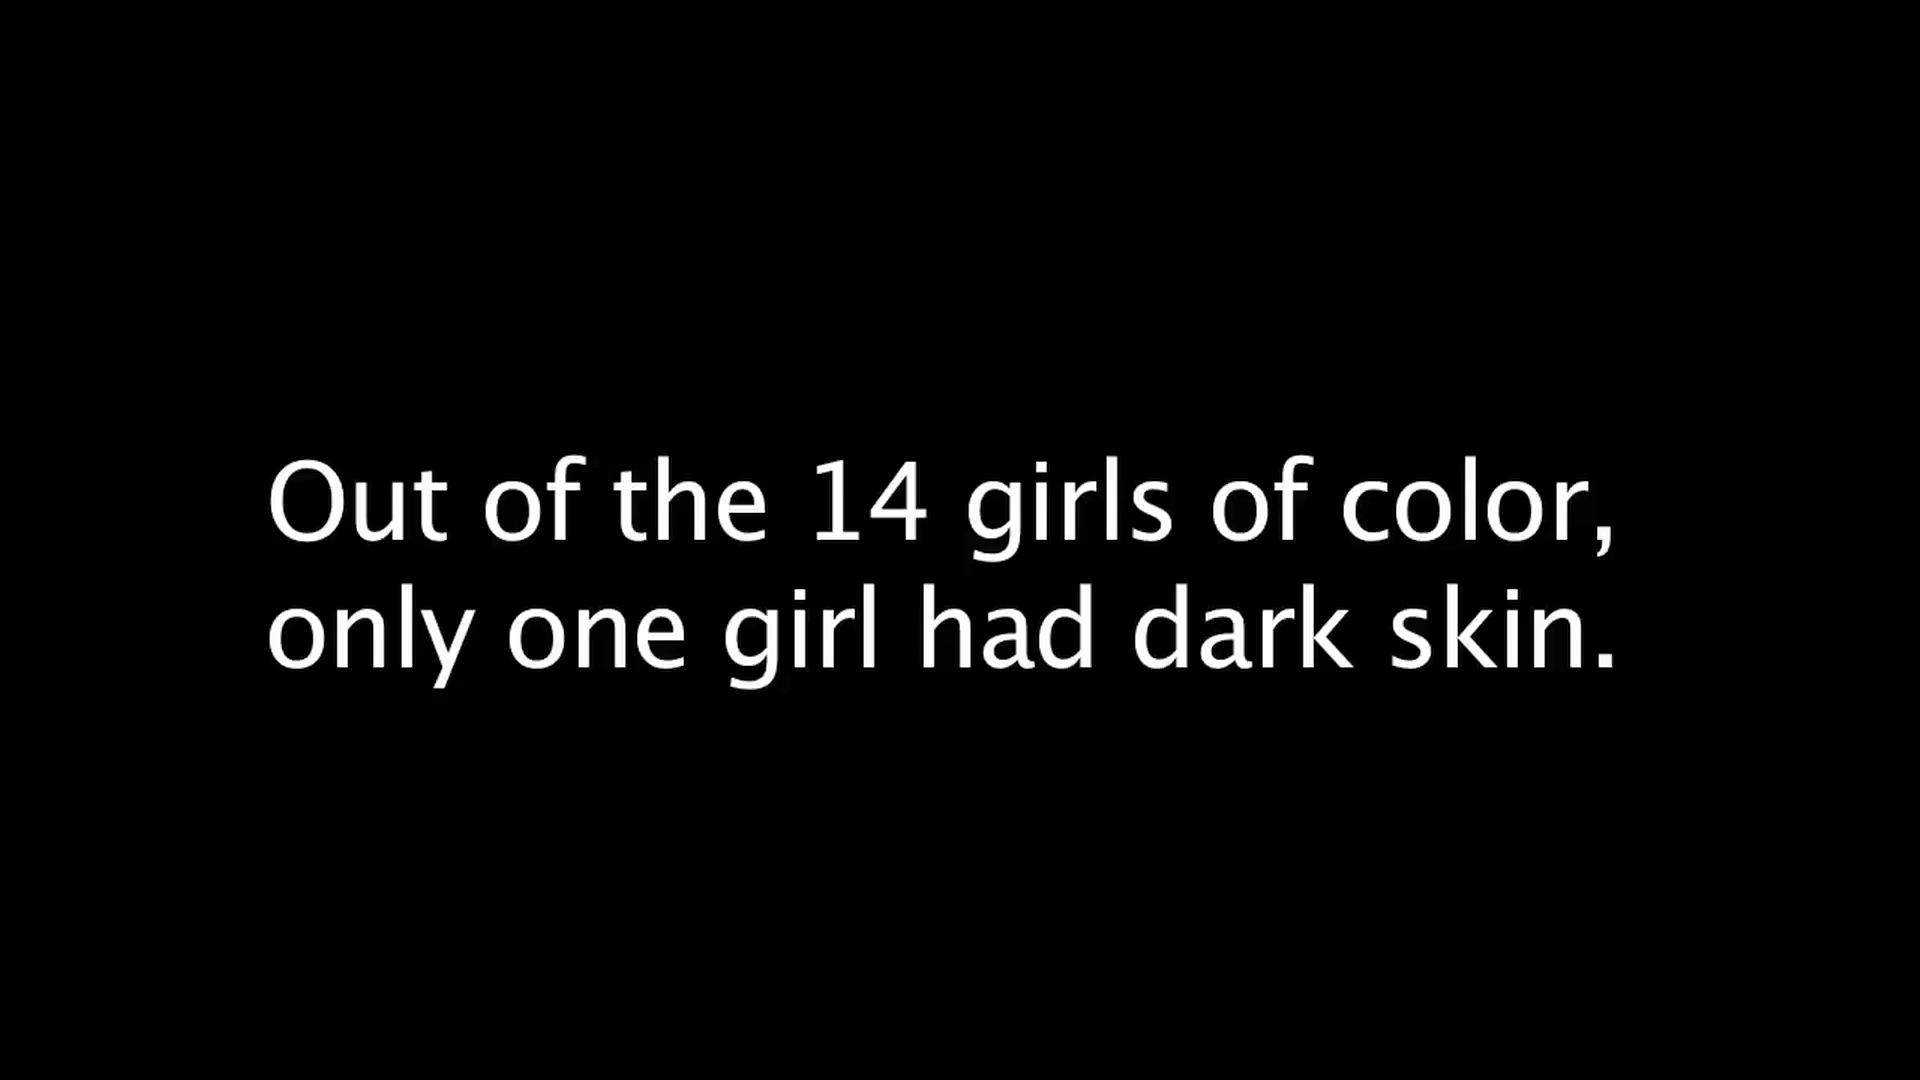 Out of the 14 girls of color,
only one girl had dark skin.